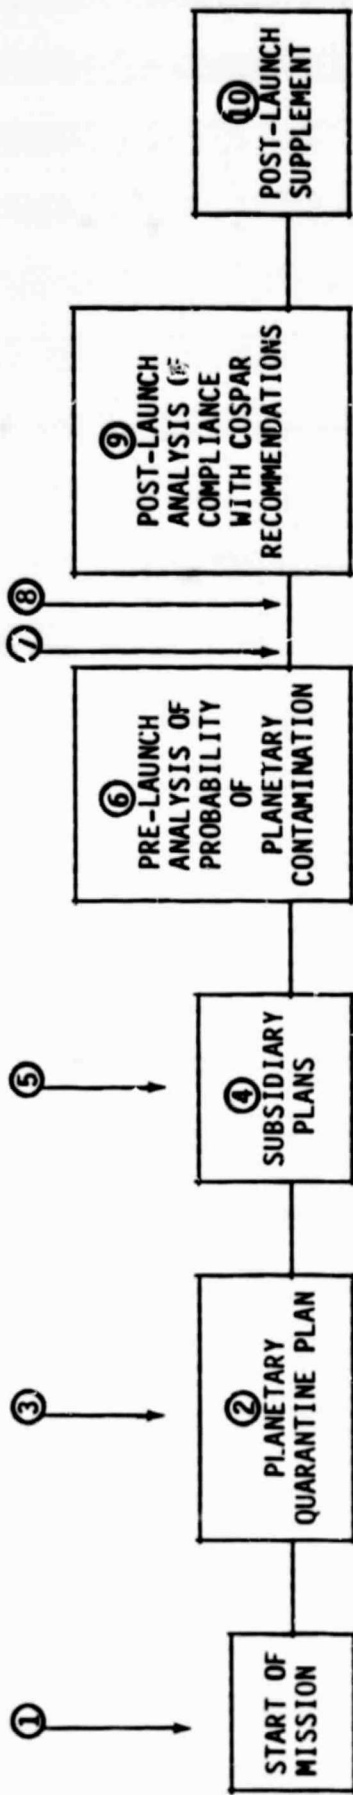 ①
START OF
MISSION
③
②
PLANETARY
QUARANTINE PLAN
⑤
④
SUBSIDIARY
PLANS
⑥
PRE-LAUNCH
ANALYSIS OF
PROBABILITY
OF
PLANETARY
CONTAMINATION
⑧
⑨
POST-LAUNCH
ANALYSIS
COMPLIANCE
WITH COSPAR
RECOMMENDATIONS
⑩
POST-LAUNCH
SUPPLEMENT